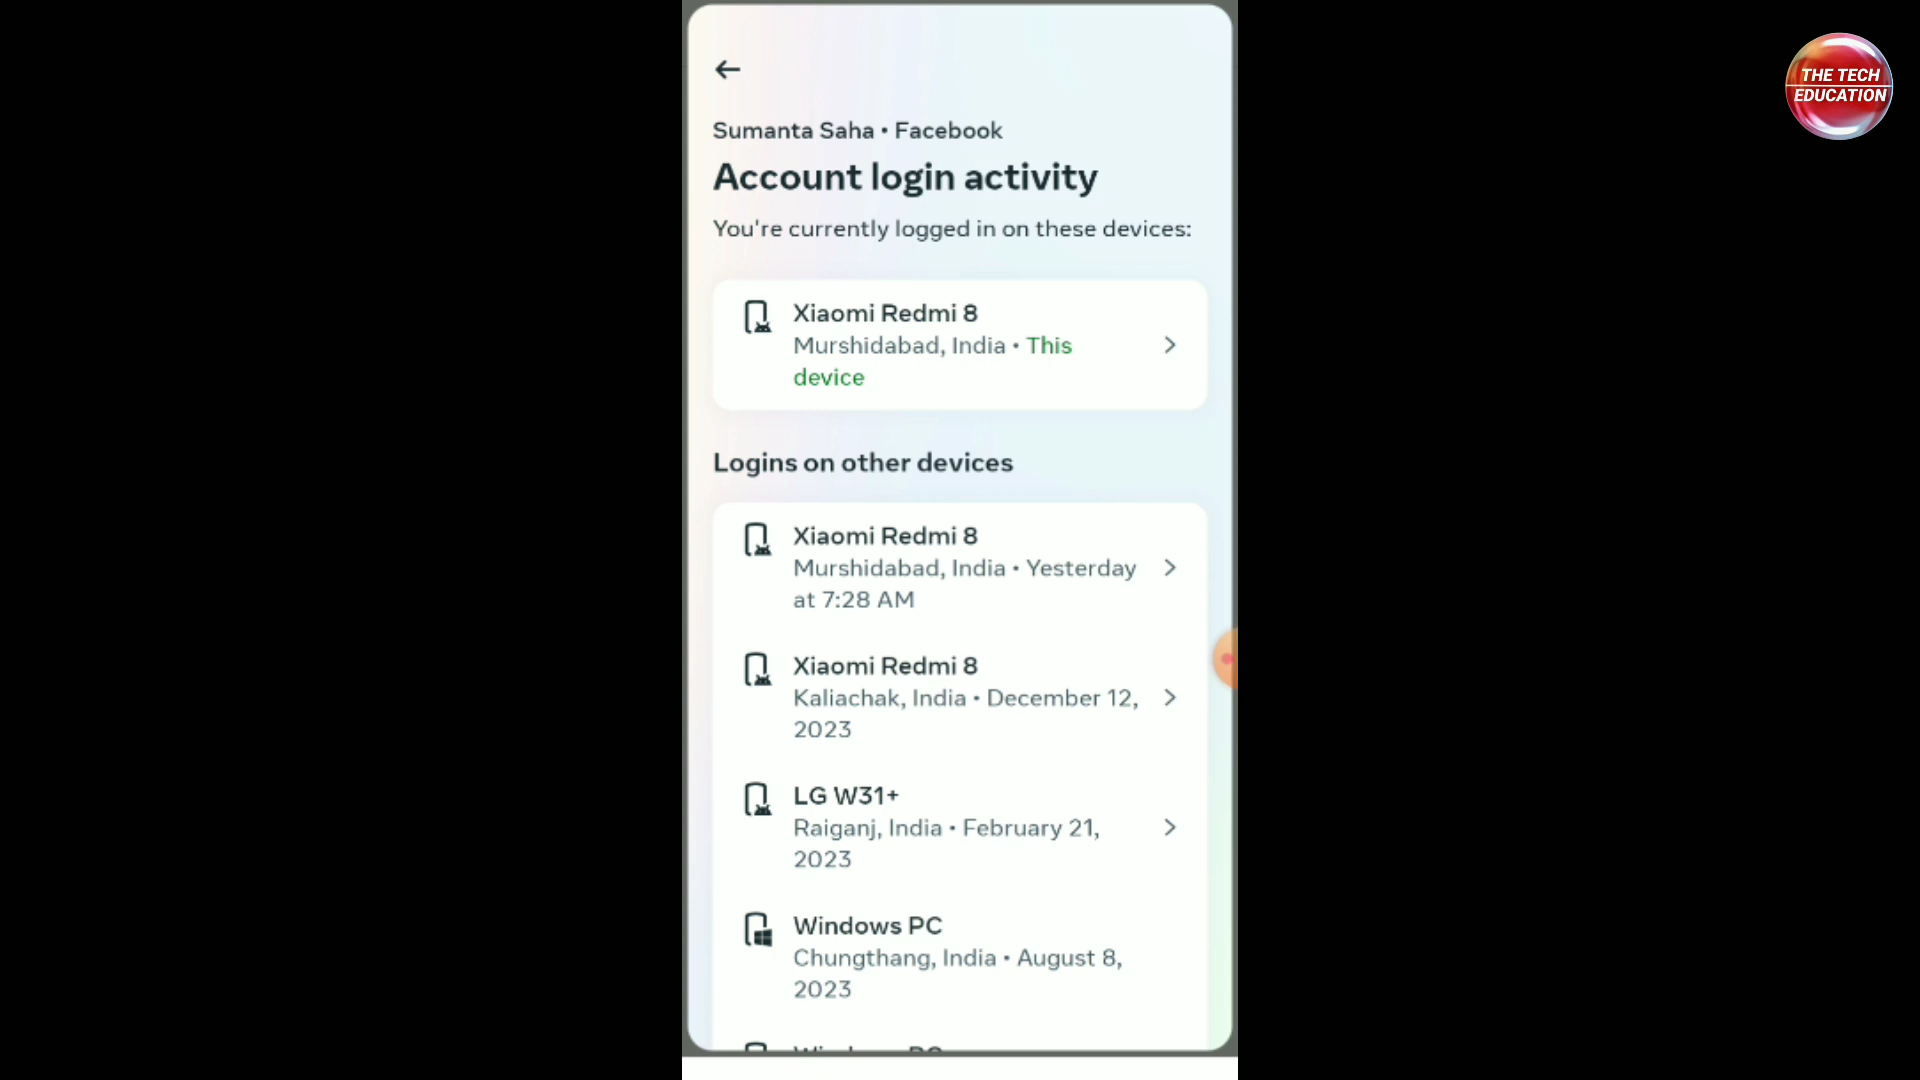 THE TECH
EDUCATION
Sumanta Saha • Facebook
Account login activity
You're currently logged in on these devices:
Xiaomi Redmi 8
Murshidabad, India • This
device
Logins on other devices
Xiaomi Redmi 8
Murshidabad, India • Yesterday
at 7:28 AM
Xiaomi Redmi 8
Kaliachak, India • December 12,
2023
LG W31+
Raiganj, India • February 21,
2023
Windows PC
Chungthang, India • August 8,
2023